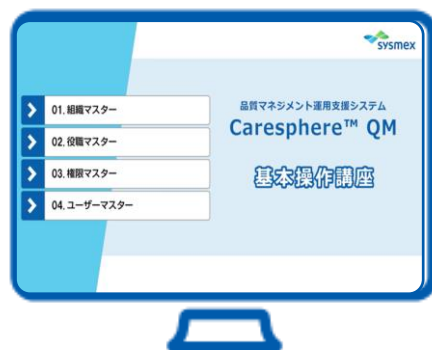 sysmex
01.組織マスター
02.役職マスター
03.権限マスター
04.ユーザーマスター
品質マネジメント運用支援システム
Caresphere™ QM
基本操作講座